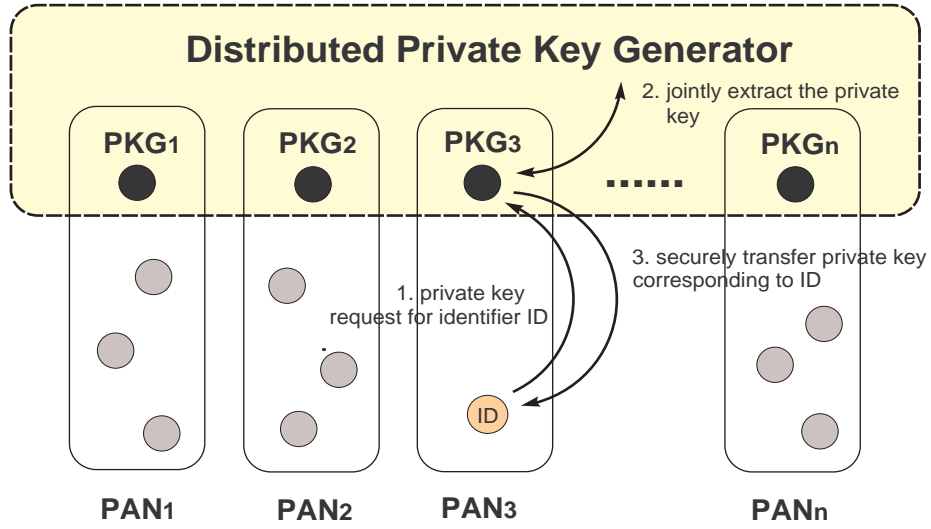 Distributed Private Key Generator
2. jointly extract the private
key
PKG1
PKG2
PKG3
PKGn
......
3. securely transfer private key
corresponding to ID
1. private key
request for identifier ID
ID
PAN1
PAN2
PAN3
PANn